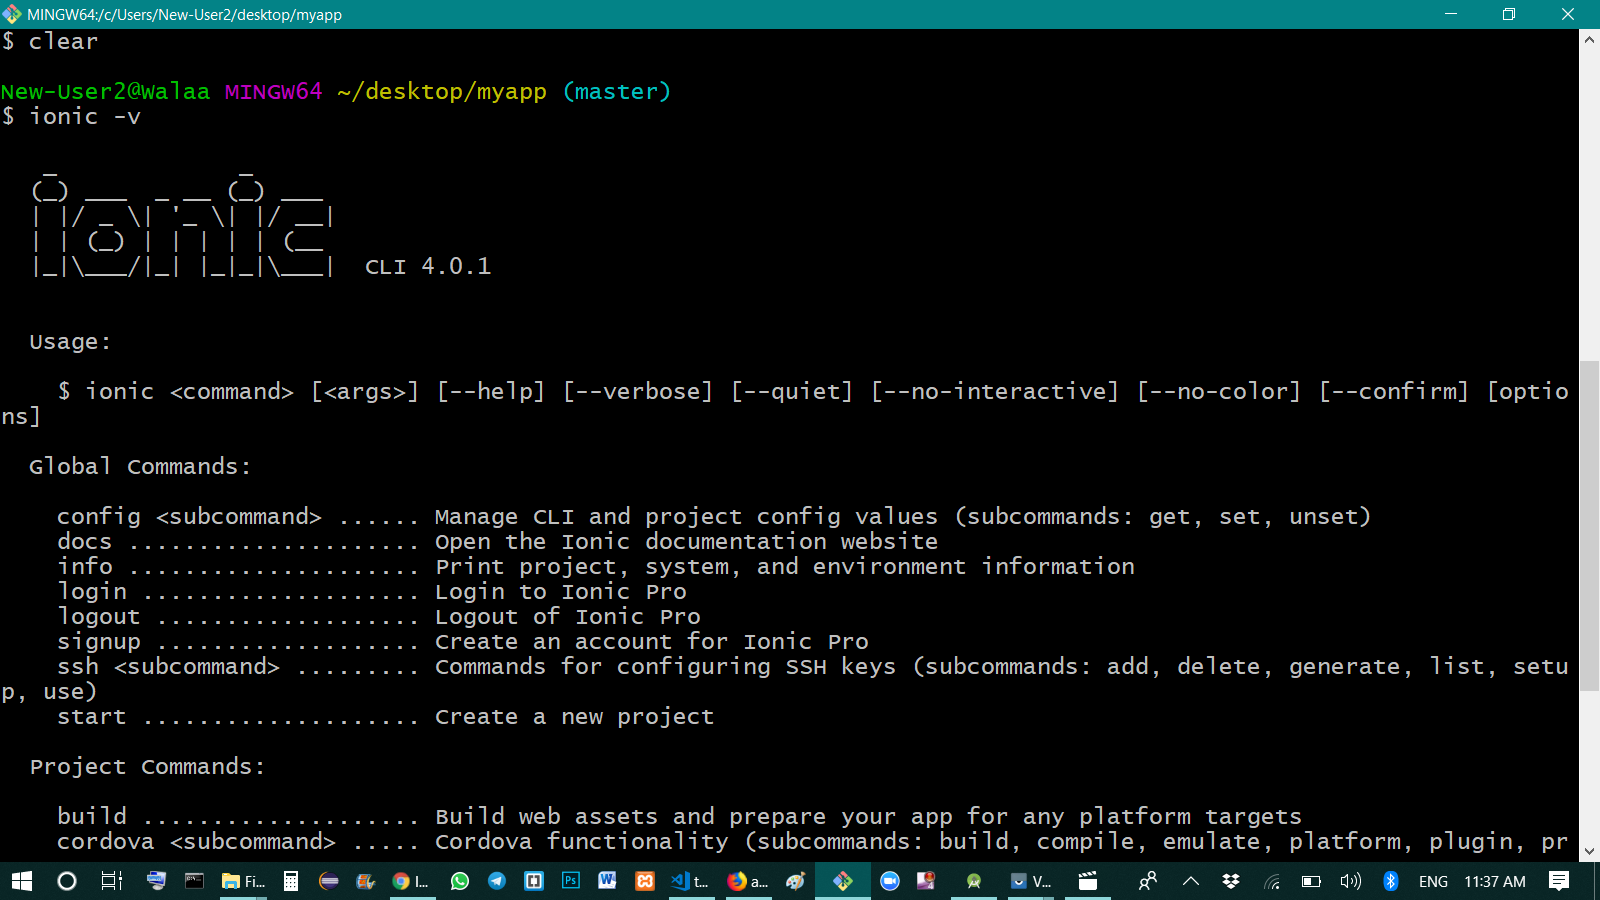 MINGW64:/c/Users/New-User2/desktop/myapp
$ clear
New-User2@Walaa MINGW64 ~/desktop/myapp (master)
$ ionic -v
ionic CLI 4.0.1
Usage:
$ ionic <command> [<args>] [--help] [--verbose] [--quiet] [--no-interactive] [--no-color] [--confirm] [optio
ns]
Global Commands:
config <subcommand> ...... Manage CLI and project config values (subcommands: get, set, unset)
docs ..................... Open the Ionic documentation website
info ..................... Print project, system, and environment information
login .................... Login to Ionic Pro
logout ................... Logout of Ionic Pro
signup ................... Create an account for Ionic Pro
ssh <subcommand> ......... Commands for configuring SSH keys (subcommands: add, delete, generate, list, setu
p, use)
start .................... Create a new project
Project Commands:
build .................... Build web assets and prepare your app for any platform targets
cordova <subcommand> ..... Cordova functionality (subcommands: build, compile, emulate, platform, plugin, pr
Fi... I... Ps W t... a... V... ENG 11:37 AM